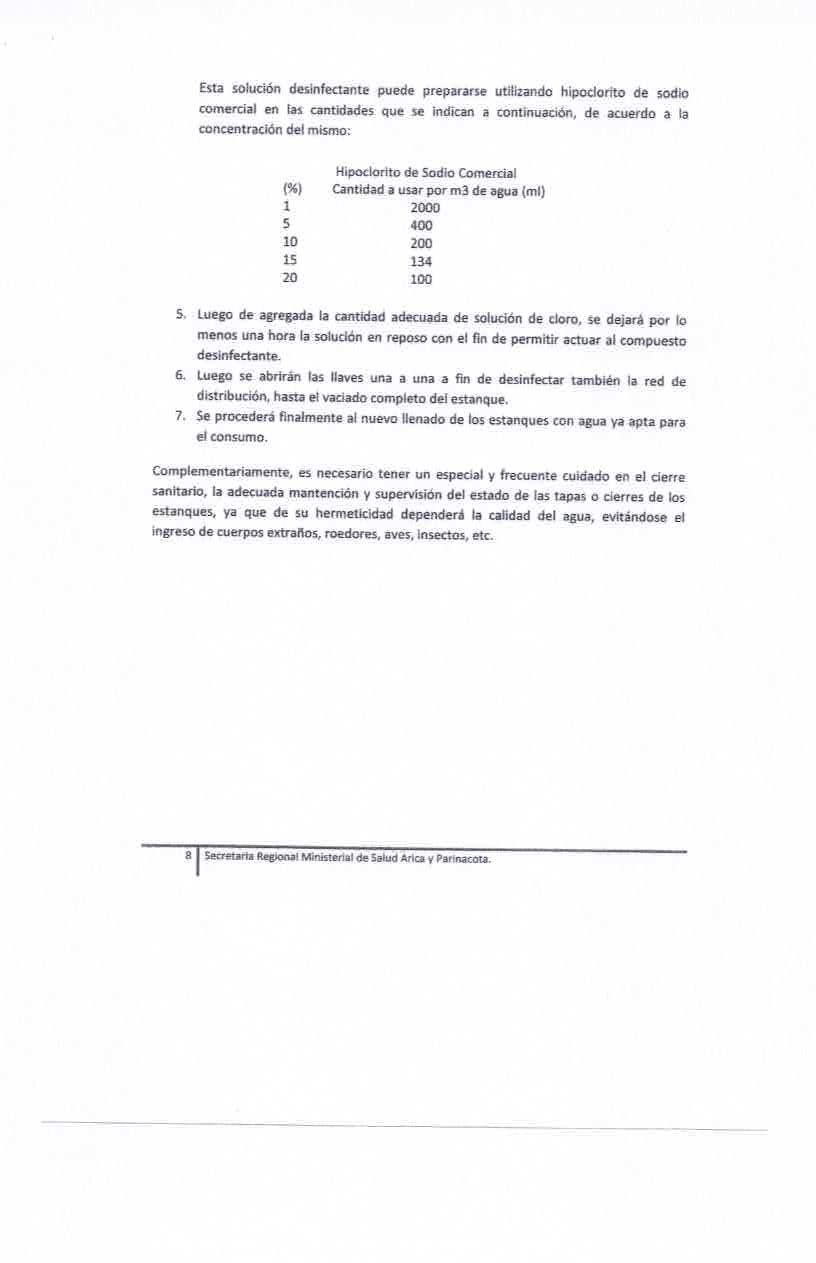 Esta solución desinfectante puede prepararse utilizando hipoclorito de sodio
comercial en las cantidades que se indican a continuación, de acuerdo a la
concentración del mismo:
Hipoclorito de Sodio Comercial
(%) Cantidad a usar por m3 de agua (ml)
1 2000
5 400
10 200
15 134
20 100
5. Luego de agregada la cantidad adecuada de solución de cloro, se dejará por lo
menos una hora la solución en reposo con el fin de permitir actuar al compuesto
desinfectante.
6. Luego se abrirán las llaves una a una a fin de desinfectar también la red de
distribución, hasta el vaciado completo del estanque.
7. Se procederá finalmente al nuevo llenado de los estanques con agua ya apta para
el consumo.
Complementariamente, es necesario tener un especial y frecuente cuidado en el cierre
sanitario, la adecuada mantención y supervisión del estado de las tapas o cierres de los
estanques, ya que de su hermeticidad dependerá la calidad del agua, evitándose el
ingreso de cuerpos extraños, roedores, aves, insectos, etc.
8 Secretaria Regional Ministerial de Salud Arica y Parinacota.